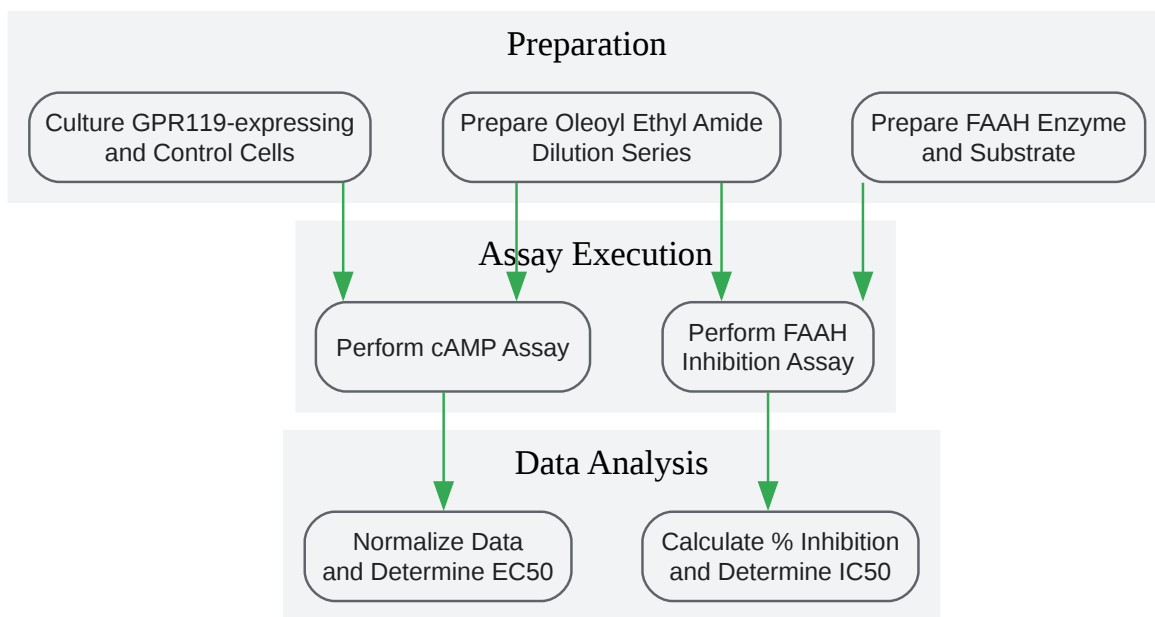 Preparation
Culture GPR119-expressing
and Control Cells
Prepare Oleoyl Ethyl Amide
Dilution Series
Prepare FAAH Enzyme
and Substrate
Assay Execution
Perform cAMP Assay
Perform FAAH
Inhibition Assay
Data Analysis
Normalize Data
and Determine EC50
Calculate % Inhibition
and Determine IC50